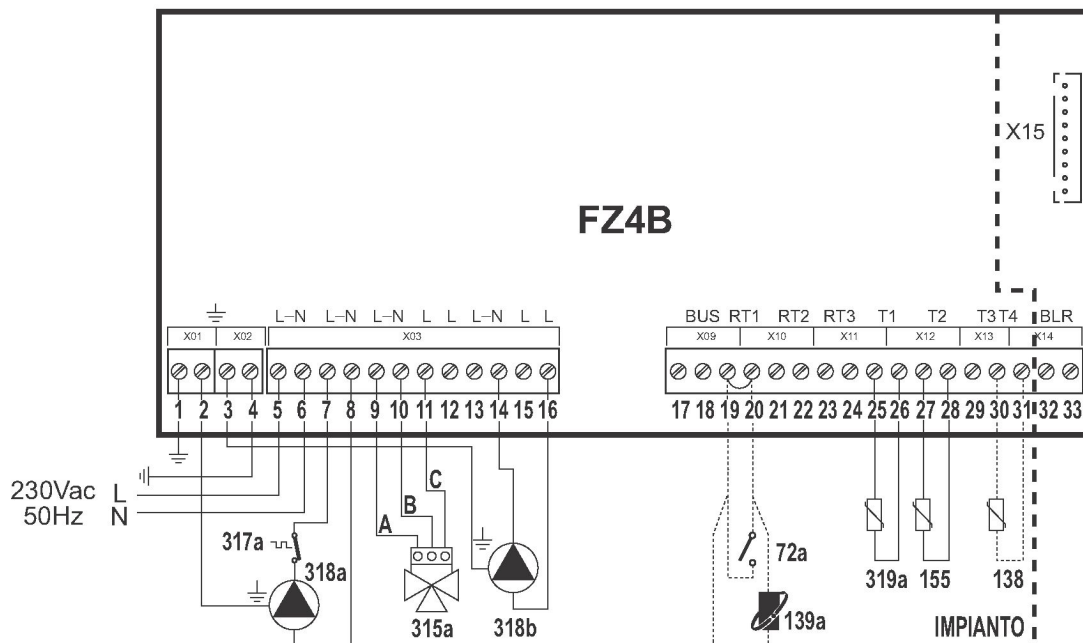 X15
FZ4B
L–N L–N L–N L L L–N L L
BUS RT1 RT2 RT3 T1 T2 T3 T4 BLR
X01 X02 X03
X09 X10 X11 X12 X13 X14
1 2 3 4 5 6 7 8 9 10 11 12 13 14 15 16
17 18 19 20 21 22 23 24 25 26 27 28 29 30 31 32 33
230Vac L
50Hz N
A B C
317a
318a
315a
318b
72a
139a
319a 155 138
IMPIANTO